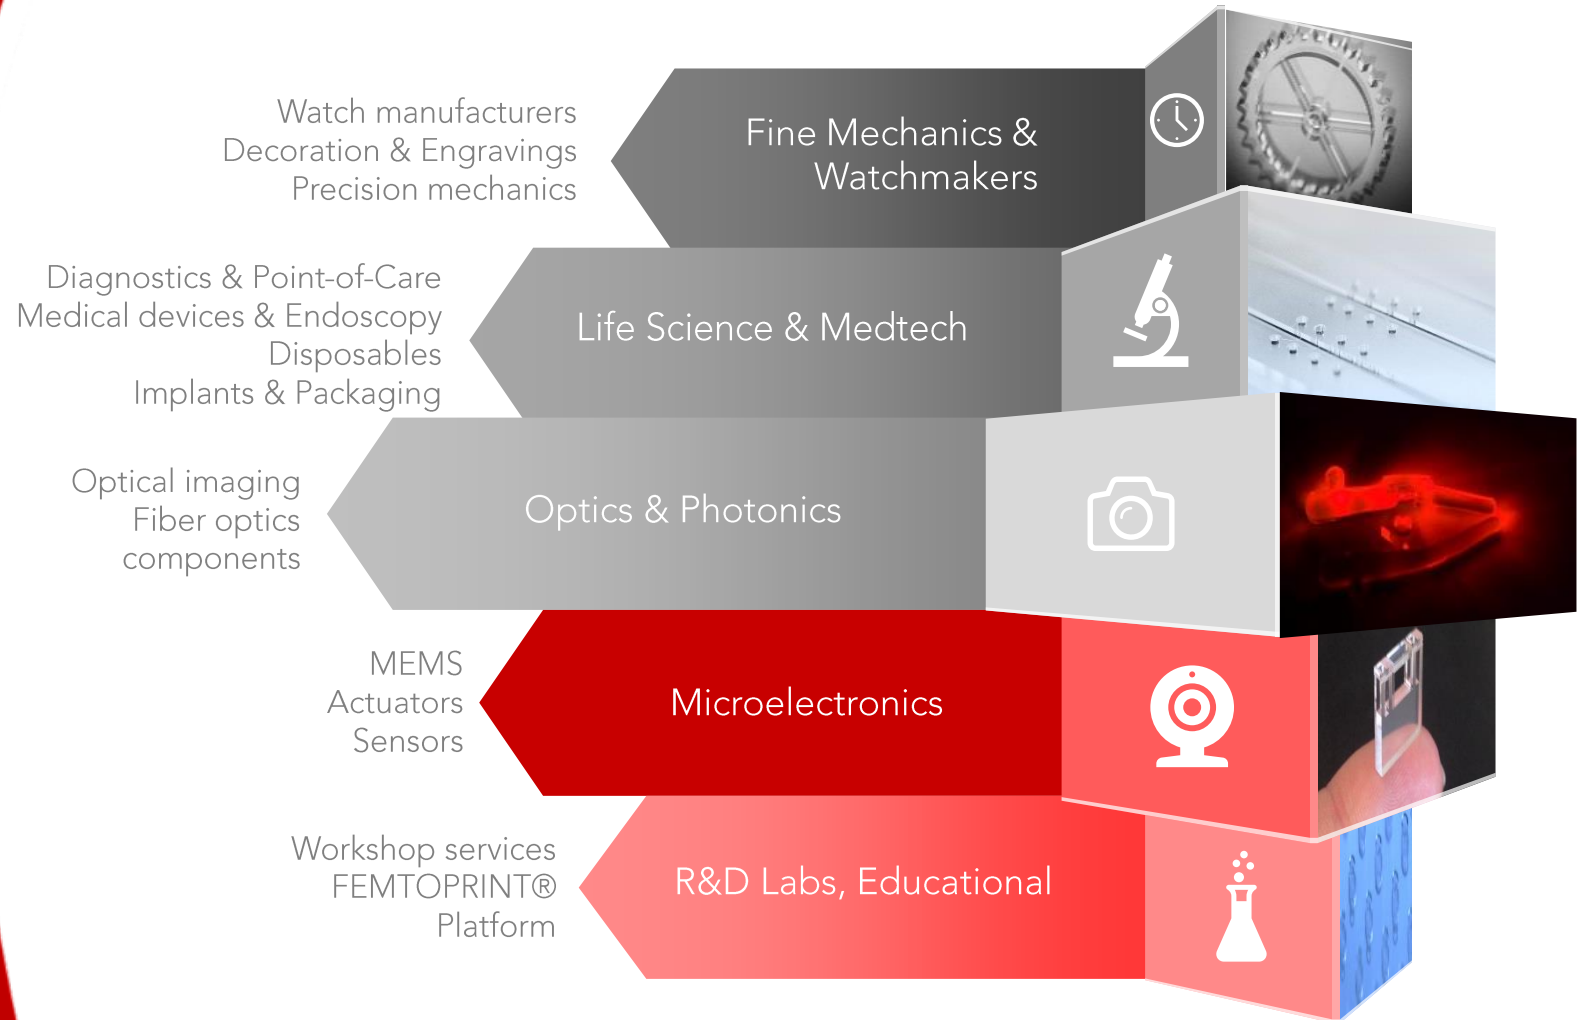 Watch manufacturers
Decoration & Engravings
Precision mechanics
Fine Mechanics &
Watchmakers
Diagnostics & Point-of-Care
Medical devices & Endoscopy
Disposables
Implants & Packaging
Life Science & Medtech
Optical imaging
Fiber optics
components
Optics & Photonics
MEMS
Actuators
Sensors
Microelectronics
Workshop services
FEMTOPRINT®
Platform
R&D Labs, Educational